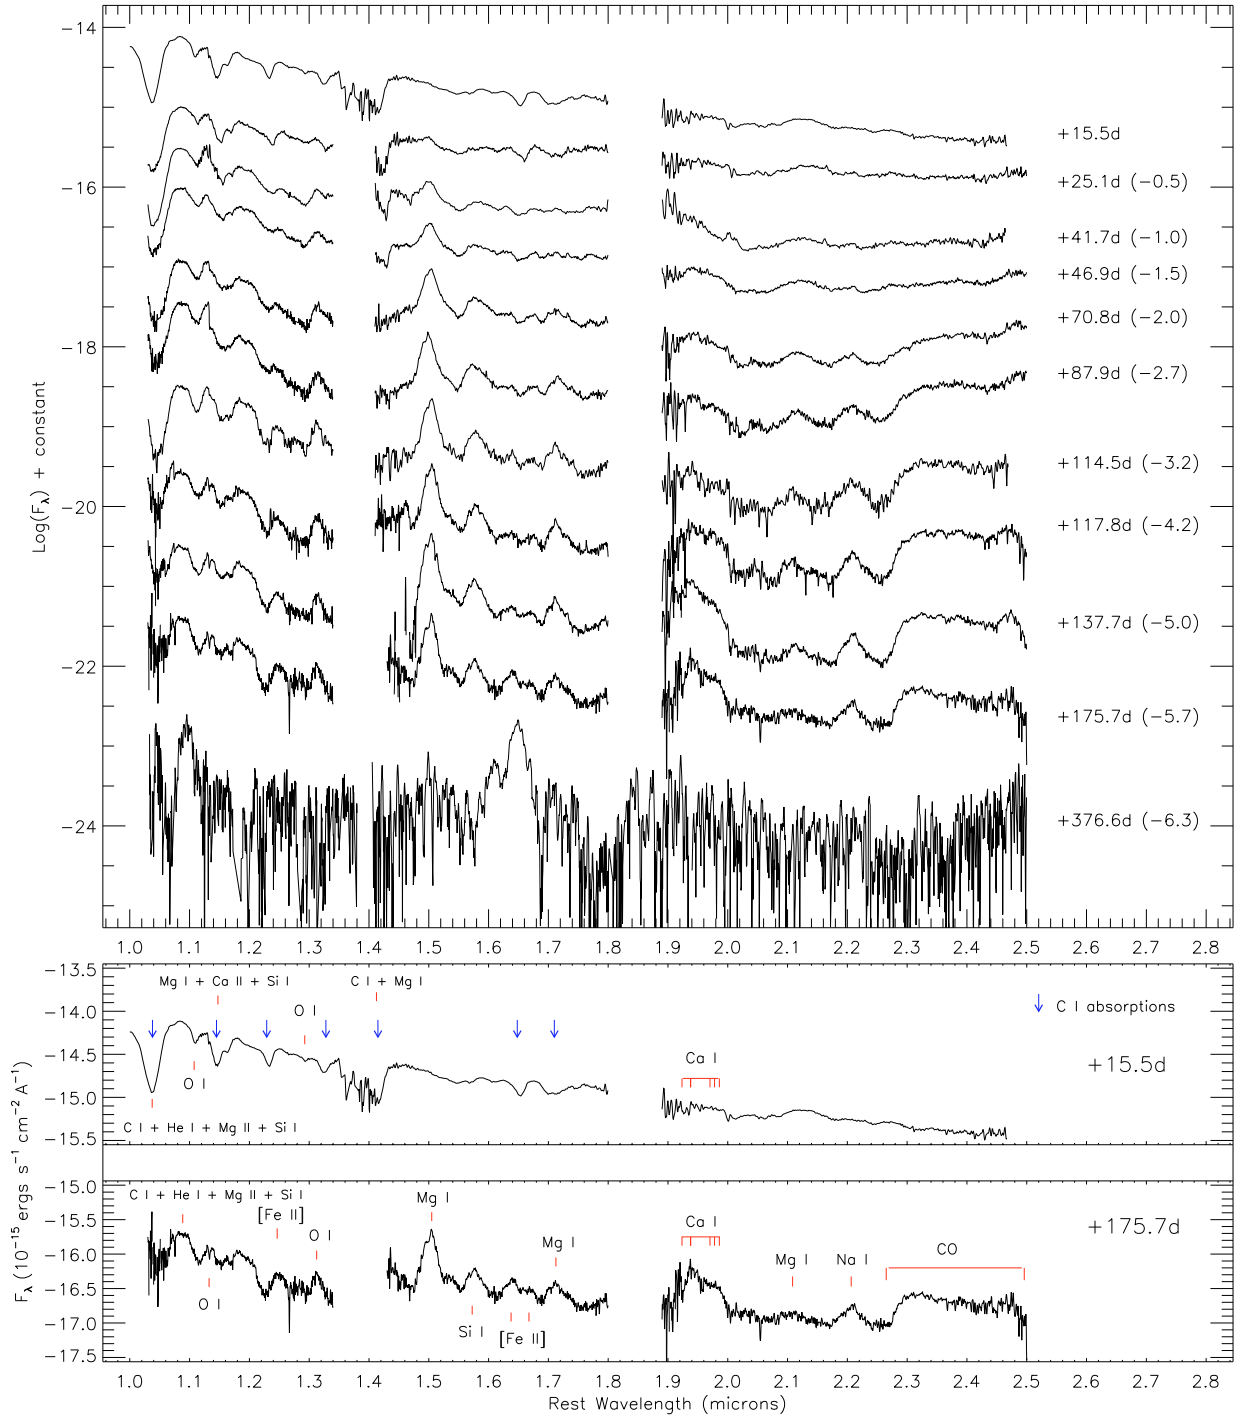 −14
−16
−18
−20
−22
−24
Log(Fλ) + constant
+15.5d
+25.1d (−0.5)
+41.7d (−1.0)
+46.9d (−1.5)
+70.8d (−2.0)
+87.9d (−2.7)
+114.5d (−3.2)
+117.8d (−4.2)
+137.7d (−5.0)
+175.7d (−5.7)
+376.6d (−6.3)
1.0 1.1 1.2 1.3 1.4 1.5 1.6 1.7 1.8 1.9 2.0 2.1 2.2 2.3 2.4 2.5 2.6 2.7 2.8
−13.5
−14.0
−14.5
−15.0
−15.5
Mg I + Ca II + Si I
C I + Mg I
O I
C I absorptions
Ca I
+15.5d
O I
C I + He I + Mg II + Si I
Fλ (10−15 ergs s−1 cm−2 A−1)
−15.0
−15.5
−16.0
−16.5
−17.0
−17.5
C I + He I + Mg II + Si I
[Fe II]
O I
O I
Mg I
Mg I
Si I
[Fe II]
Ca I
Mg I
Na I
CO
+175.7d
1.0 1.1 1.2 1.3 1.4 1.5 1.6 1.7 1.8 1.9 2.0 2.1 2.2 2.3 2.4 2.5 2.6 2.7 2.8
Rest Wavelength (microns)